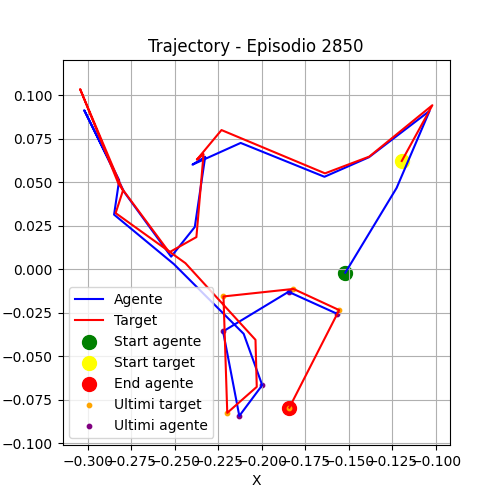 Trajectory - Episodio 2850
0.100
0.075
0.050
0.025
0.000
−0.025
−0.050
−0.075
−0.100
Agente
Target
Start agente
Start target
End agente
Ultimi target
Ultimi agente
−0.300 −0.275 −0.250 −0.225 −0.200 −0.175 −0.150 −0.125 −0.100
X